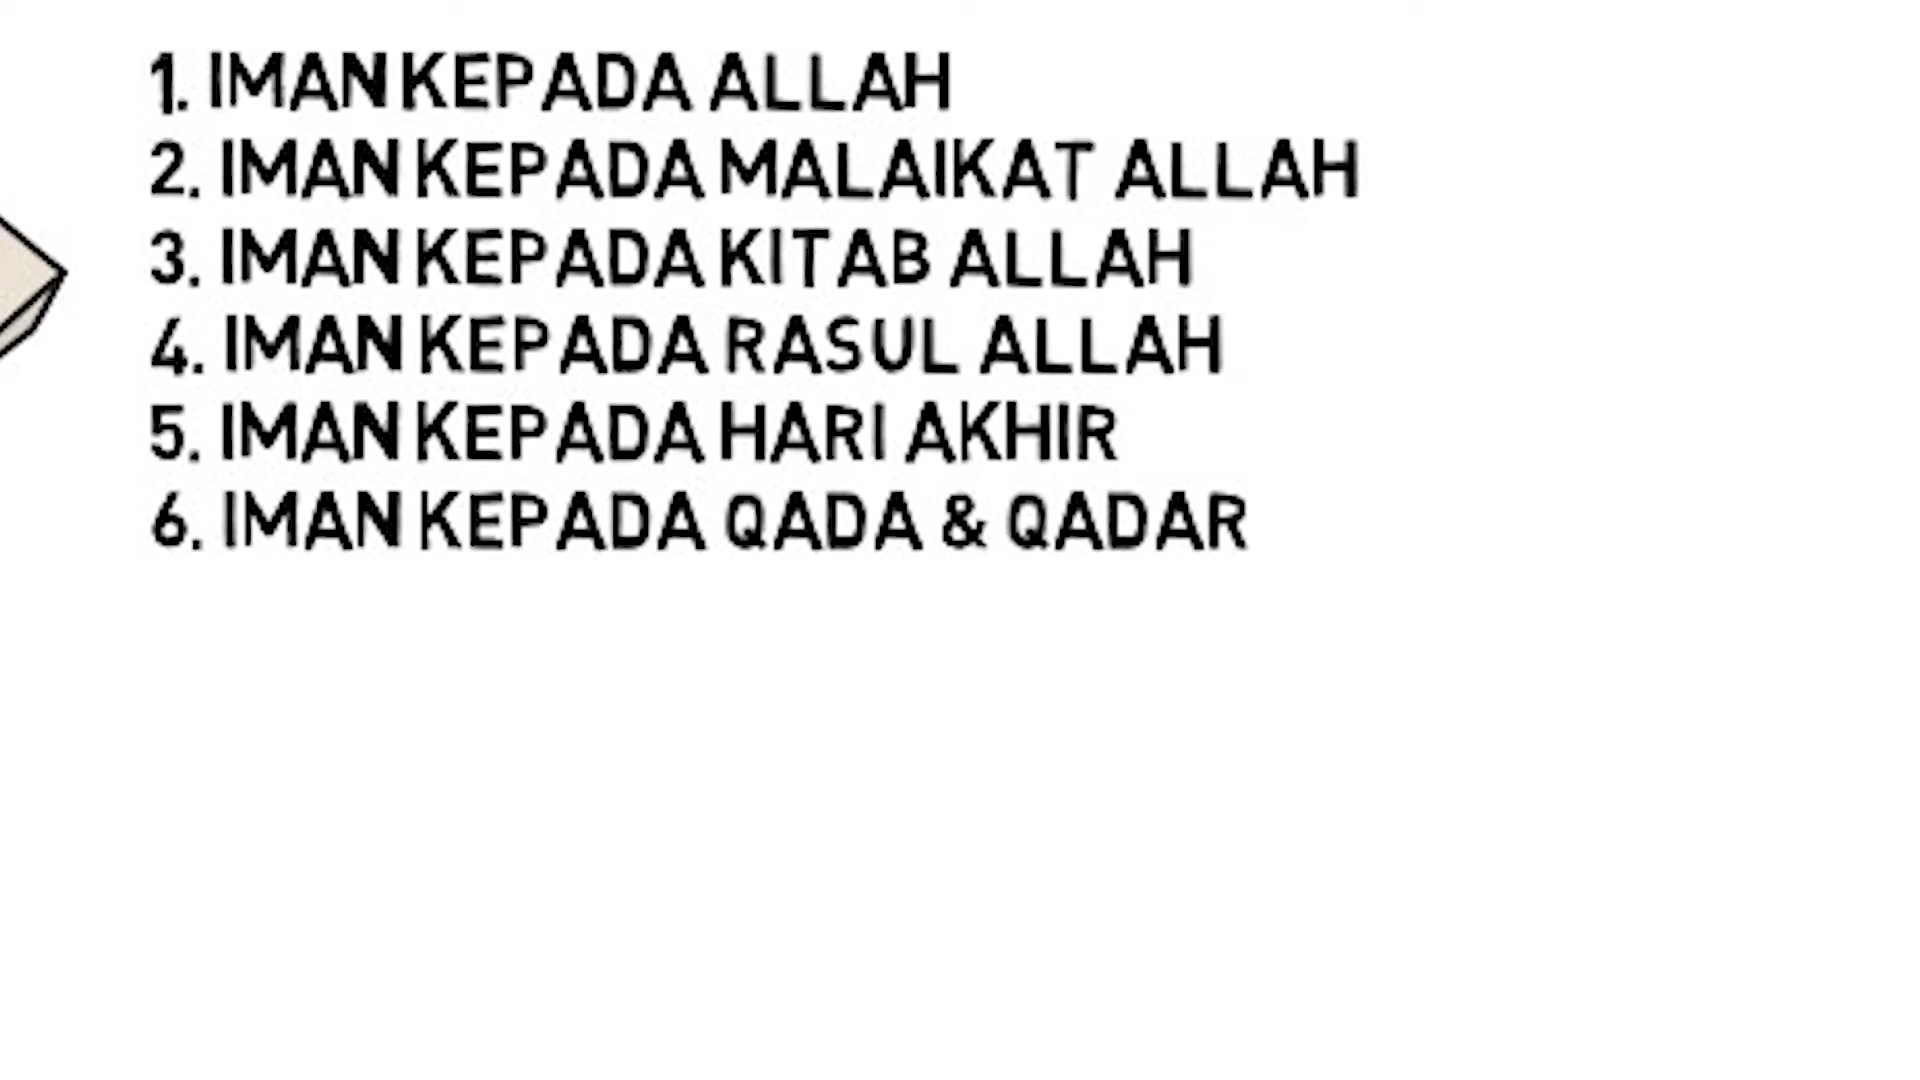 1. IMAN KEPADA ALLAH
2. IMAN KEPADA MALAIKAT ALLAH
3. IMAN KEPADA KITAB ALLAH
4. IMAN KEPADA RASUL ALLAH
5. IMAN KEPADA HARI AKHIR
6. IMAN KEPADA QADA & QADAR